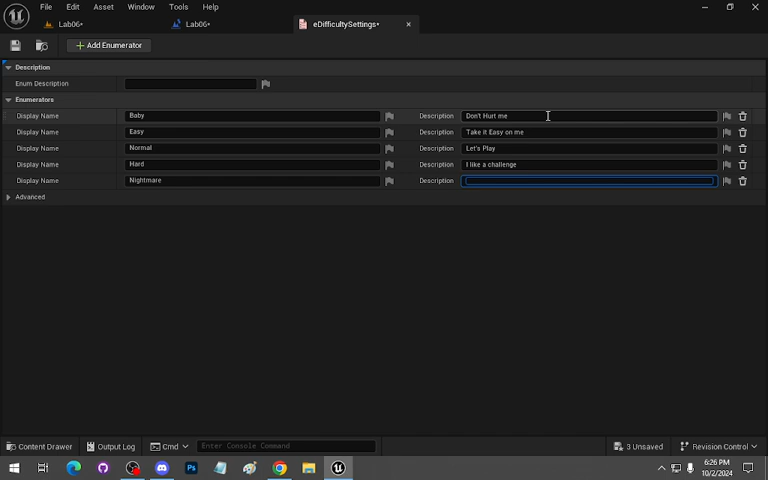 File Edit Asset Window Tools Help
Lab06• Lab06• eDifficultySettings•
Add Enumerator
Description
Enum Description
Enumerators
Display Name Baby Description Don't Hurt me
Display Name Easy Description Take it Easy on me
Display Name Normal Description Let's Play
Display Name Hard Description I like a challenge
Display Name Nightmare Description
Advanced
Content Drawer Output Log Cmd Enter Console Command 3 Unsaved Revision Control
Ps 6:26 PM
10/2/2024